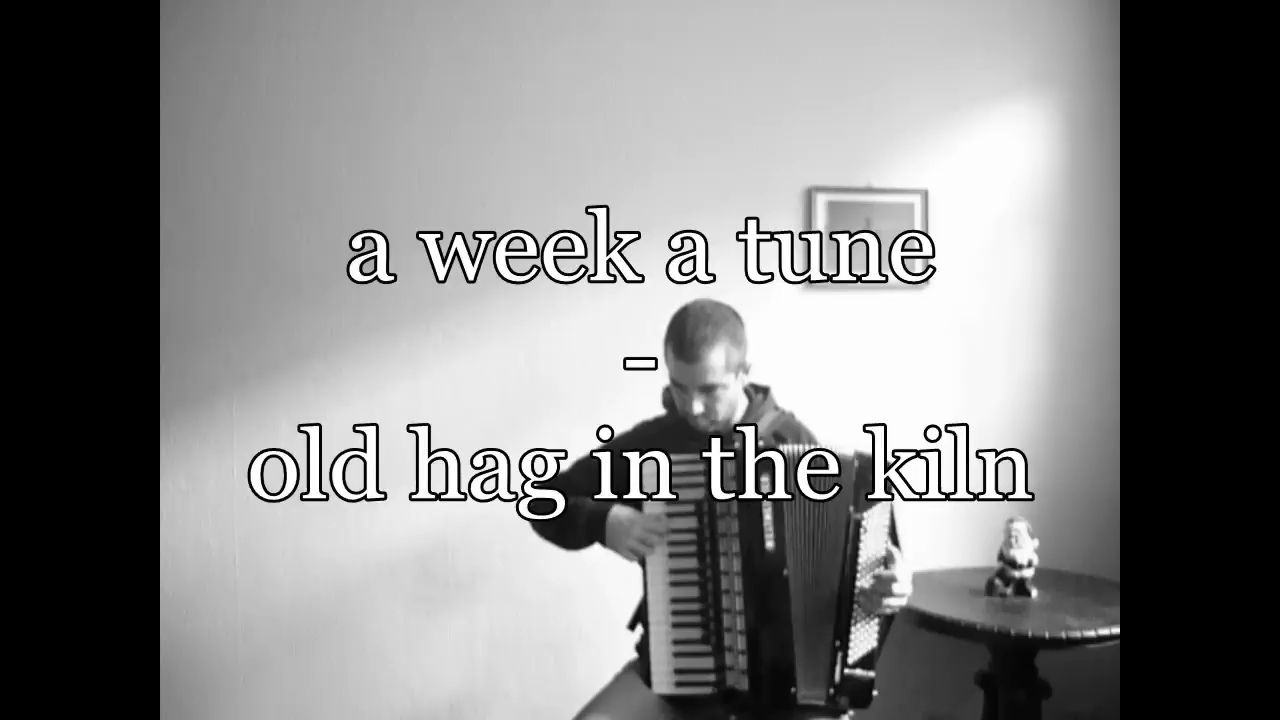 a week a tune
-
old hag in the kiln